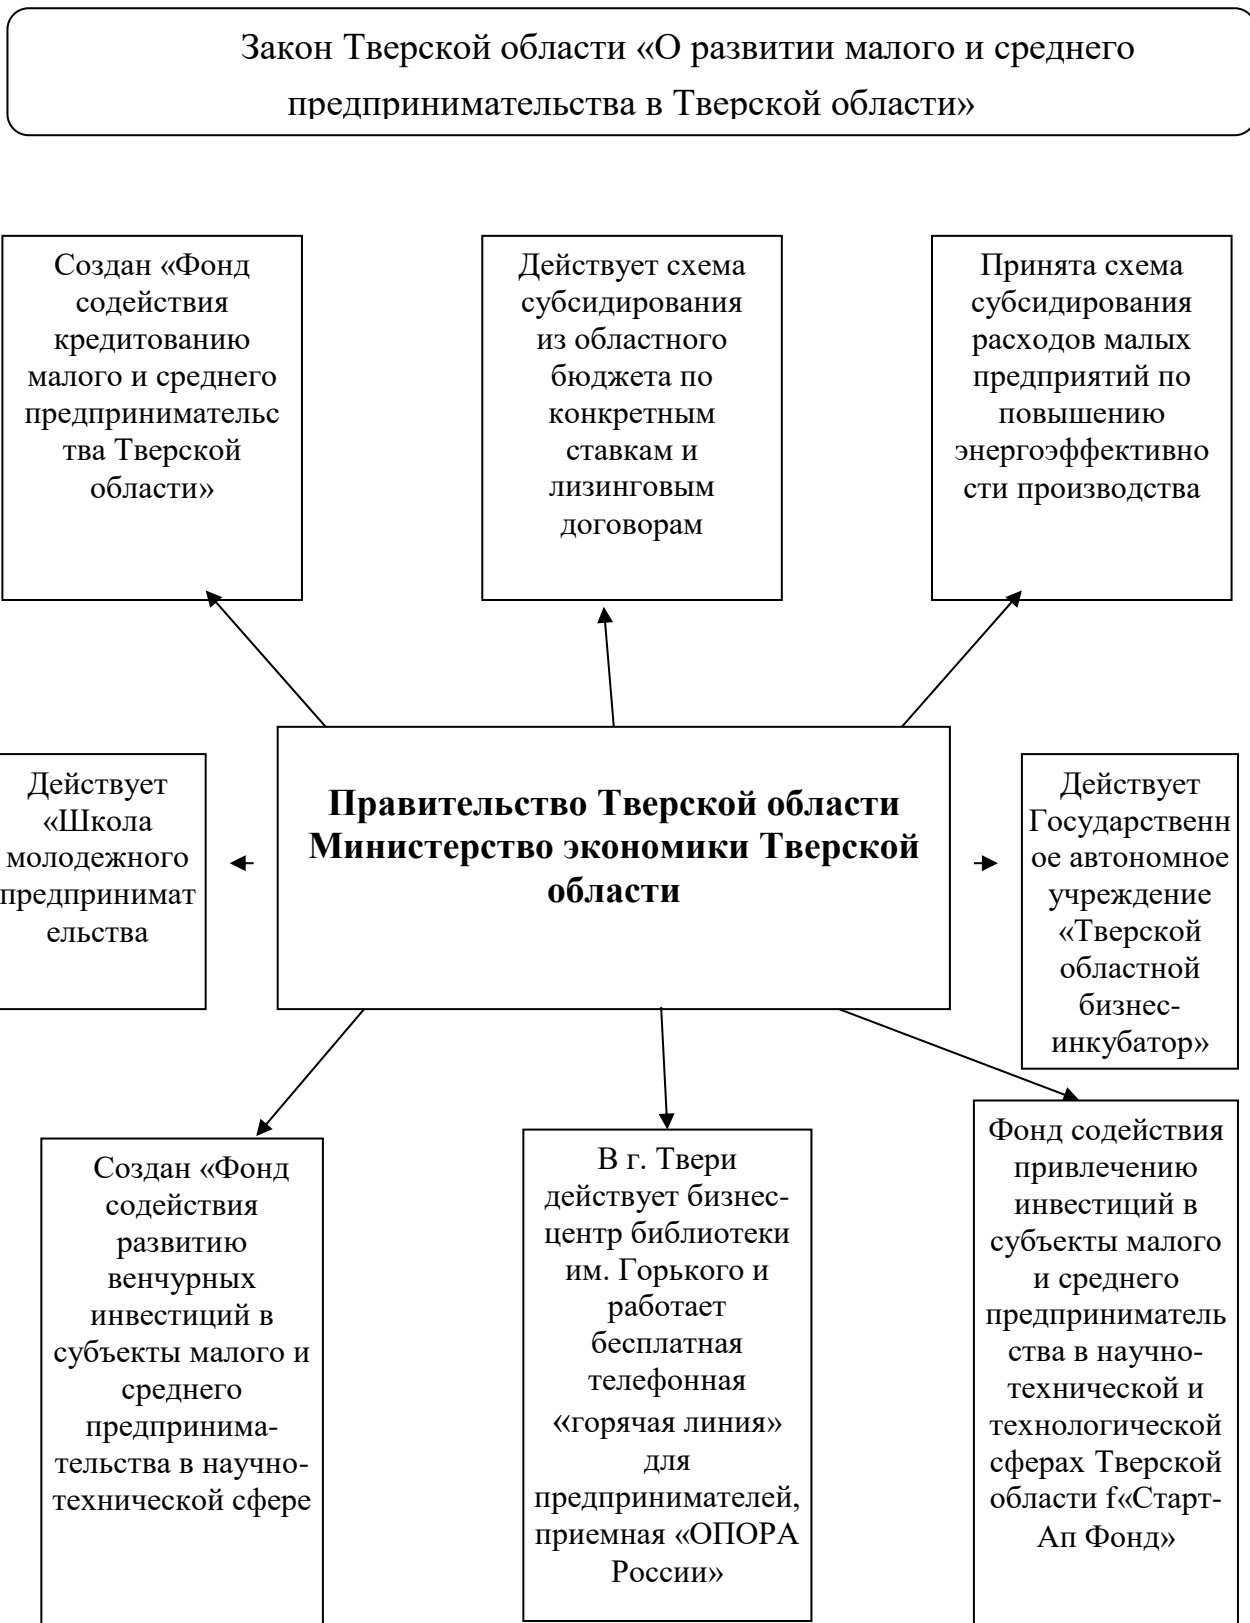 Закон Тверской области «О развитии малого и среднего
предпринимательства в Тверской области»
Создан «Фонд
содействия
кредитованию
малого и среднего
предпринимательс
тва Тверской
области»
Действует схема
субсидирования
из областного
бюджета по
конкретным
ставкам и
лизинговым
договорам
Принята схема
субсидирования
расходов малых
предприятий по
повышению
энергоэффективно
сти производства
Действует
«Школа
молодежного
предпринимат
ельства
Правительство Тверской области
Министерство экономики Тверской
области
Действует
Государственн
ое автономное
учреждение
«Тверской
областной
бизнес-
инкубатор»
Создан «Фонд
содействия
развитию
венчурных
инвестиций в
субъекты малого и
среднего
предпринима-
тельства в научно-
технической сфере
В г. Твери
действует бизнес-
центр библиотеки
им. Горького и
работает
бесплатная
телефонная
«горячая линия»
для
предпринимателей,
приемная «ОПОРА
России»
Фонд содействия
привлечению
инвестиций в
субъекты малого
и среднего
предприниматель
ства в научно-
технической и
технологической
сферах Тверской
области f«Старт-
Ап Фонд»